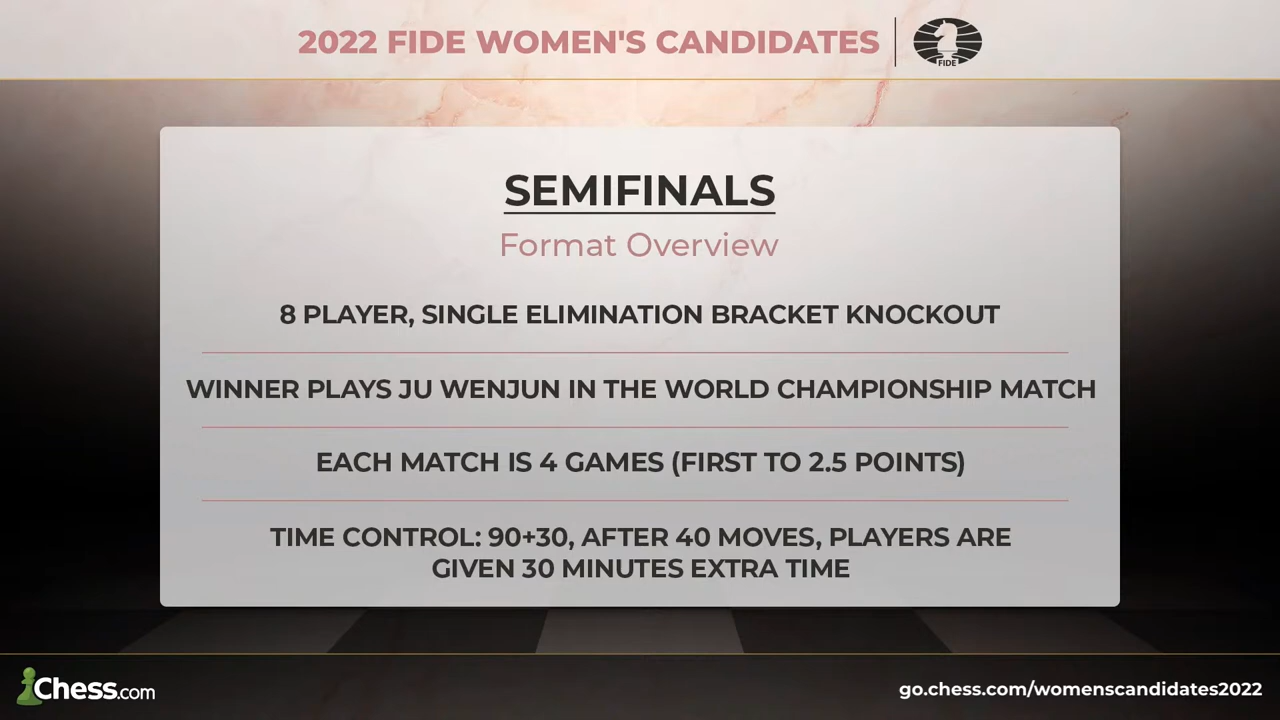 2022 FIDE WOMEN'S CANDIDATES
FIDE
SEMIFINALS
Format Overview
8 PLAYER, SINGLE ELIMINATION BRACKET KNOCKOUT
WINNER PLAYS JU WENJUN IN THE WORLD CHAMPIONSHIP MATCH
EACH MATCH IS 4 GAMES (FIRST TO 2.5 POINTS)
TIME CONTROL: 90+30, AFTER 40 MOVES, PLAYERS ARE
GIVEN 30 MINUTES EXTRA TIME
Chess.com
go.chess.com/womenscandidates2022